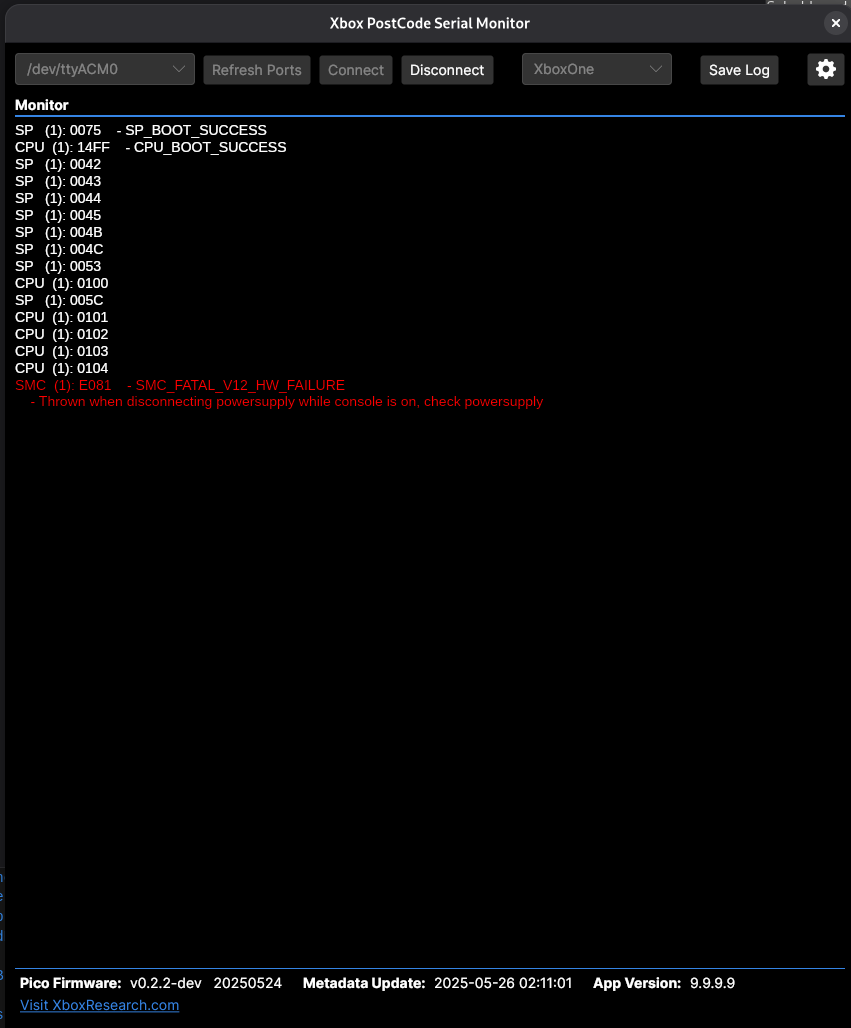 Xbox PostCode Serial Monitor
/dev/ttyACM0 Refresh Ports Connect Disconnect XboxOne Save Log
Monitor
SP (1): 0075 - SP_BOOT_SUCCESS
CPU (1): 14FF - CPU_BOOT_SUCCESS
SP (1): 0042
SP (1): 0043
SP (1): 0044
SP (1): 0045
SP (1): 004B
SP (1): 004C
SP (1): 0053
CPU (1): 0100
SP (1): 005C
CPU (1): 0101
CPU (1): 0102
CPU (1): 0103
CPU (1): 0104
SMC (1): E081 - SMC_FATAL_V12_HW_FAILURE
- Thrown when disconnecting powersupply while console is on, check powersupply
Pico Firmware: v0.2.2-dev 20250524 Metadata Update: 2025-05-26 02:11:01 App Version: 9.9.9.9
Visit XboxResearch.com